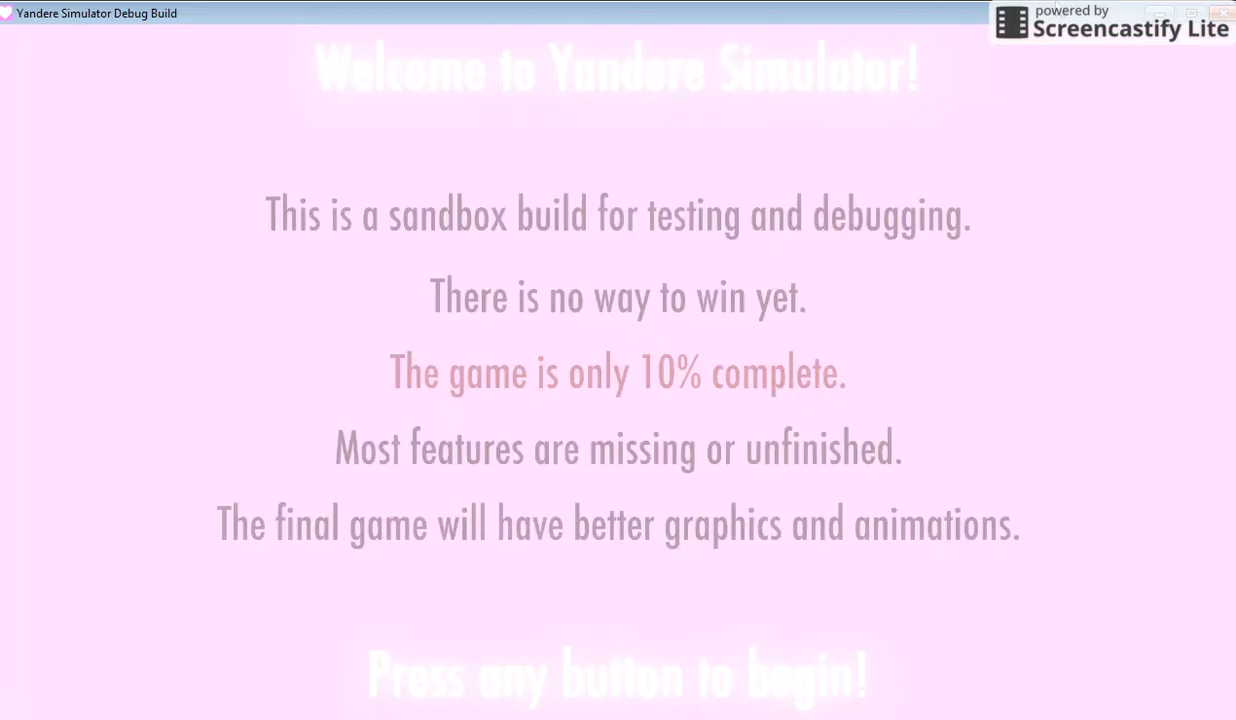 Yandere Simulator Debug Build
powered by
Screencastify Lite
Welcome to Yandere Simulator!
This is a sandbox build for testing and debugging.
There is no way to win yet.
The game is only 10% complete.
Most features are missing or unfinished.
The final game will have better graphics and animations.
Press any button to begin!